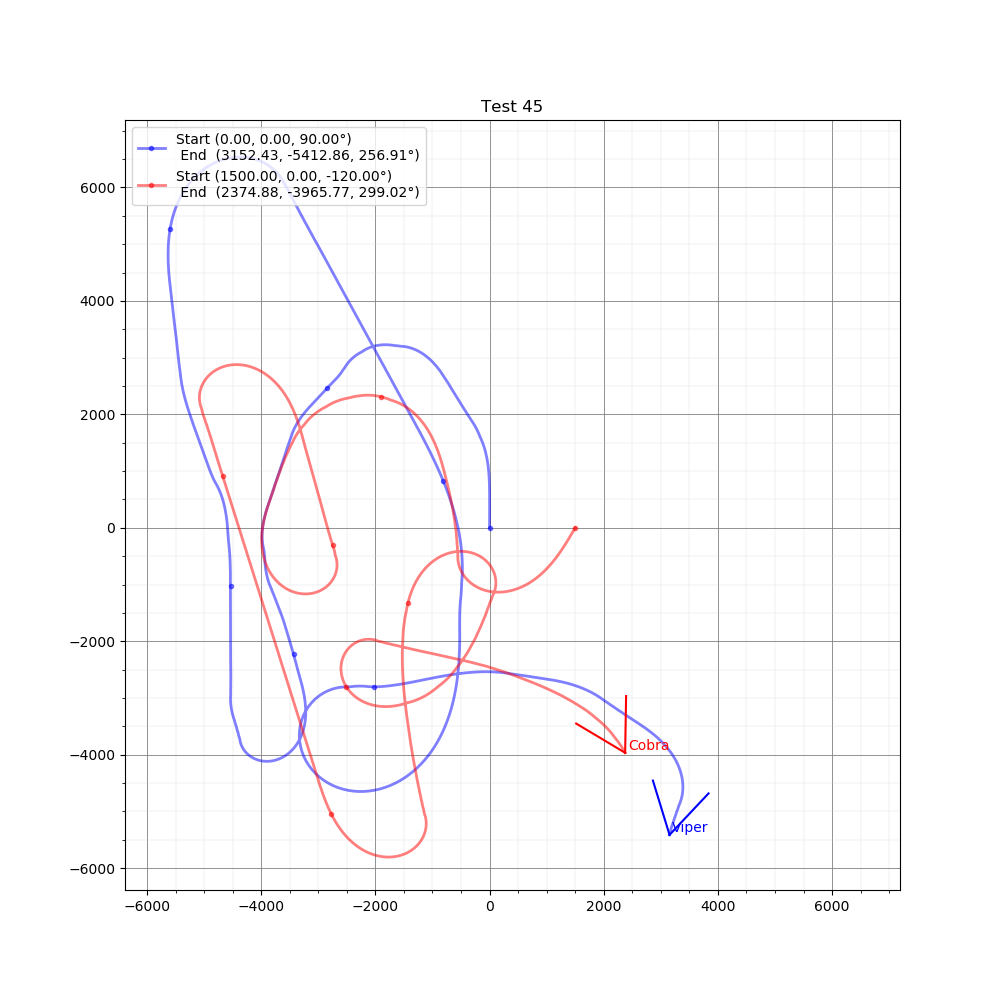 Test 45
Start (0.00, 0.00, 90.00°)
End (3152.43, -5412.86, 256.91°)
Start (1500.00, 0.00, -120.00°)
End (2374.88, -3965.77, 299.02°)
6000
4000
2000
0
−2000
−4000
−6000
Cobra
Viper
−6000 −4000 −2000 0 2000 4000 6000